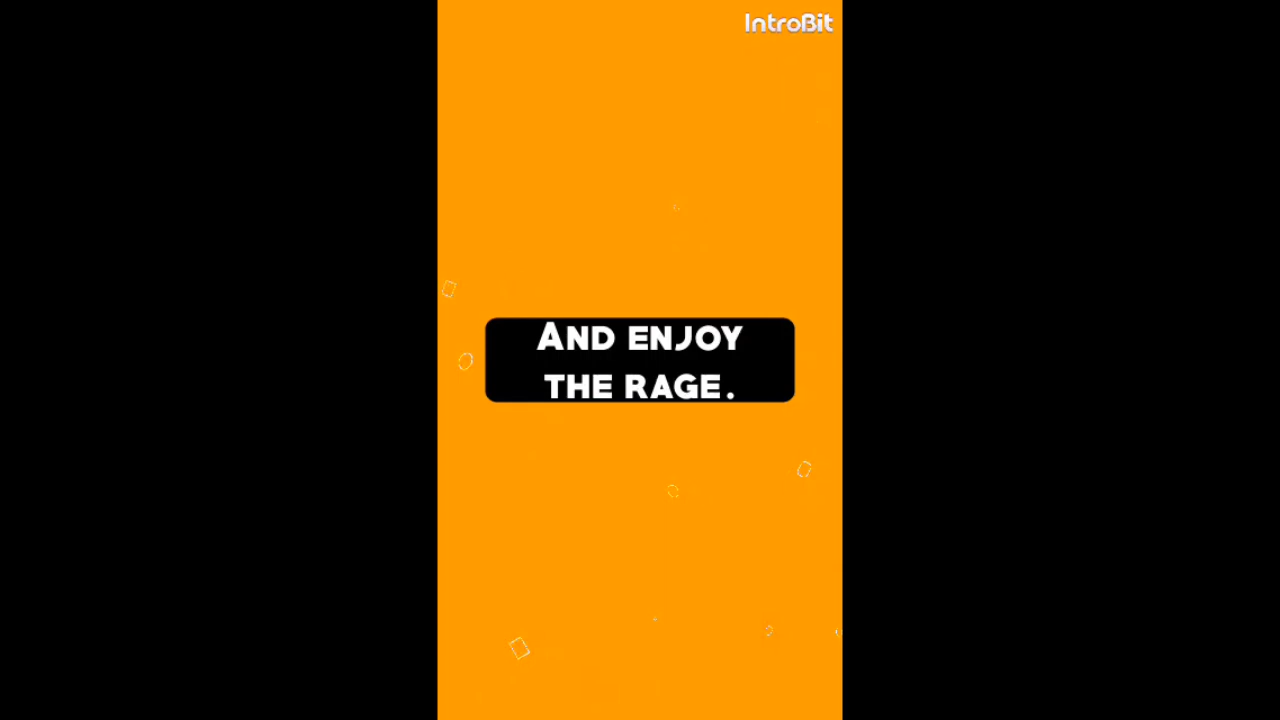 IntroBit
And enjoy
the rage.